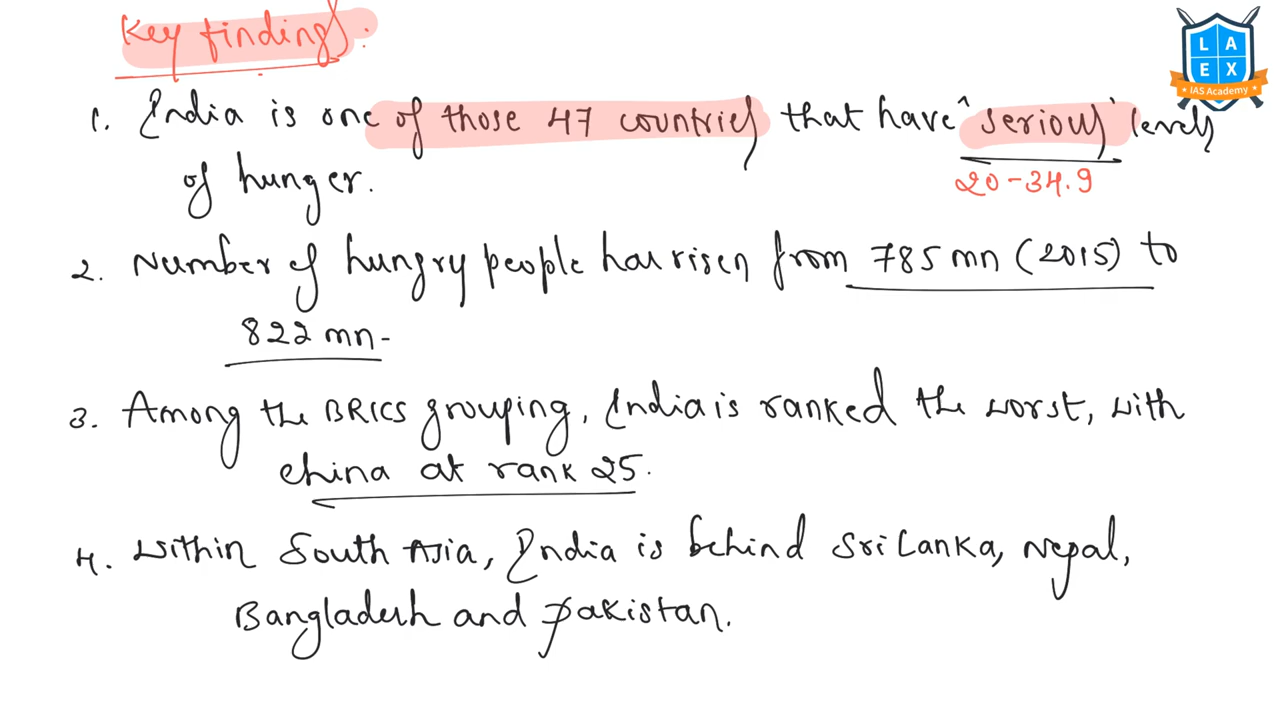 Key findings:
LA
EX
IAS Academy
1. India is one of those 47 countries that have 'serious' levels
of hunger.
20-34.9
2. Number of hungry people has risen from 785 mn (2015) to
822 mn.
3. Among the BRICS grouping, India is ranked the worst, with
china at rank 25.
4. Within South Asia, India is behind Sri Lanka, Nepal,
Bangladesh and Pakistan.